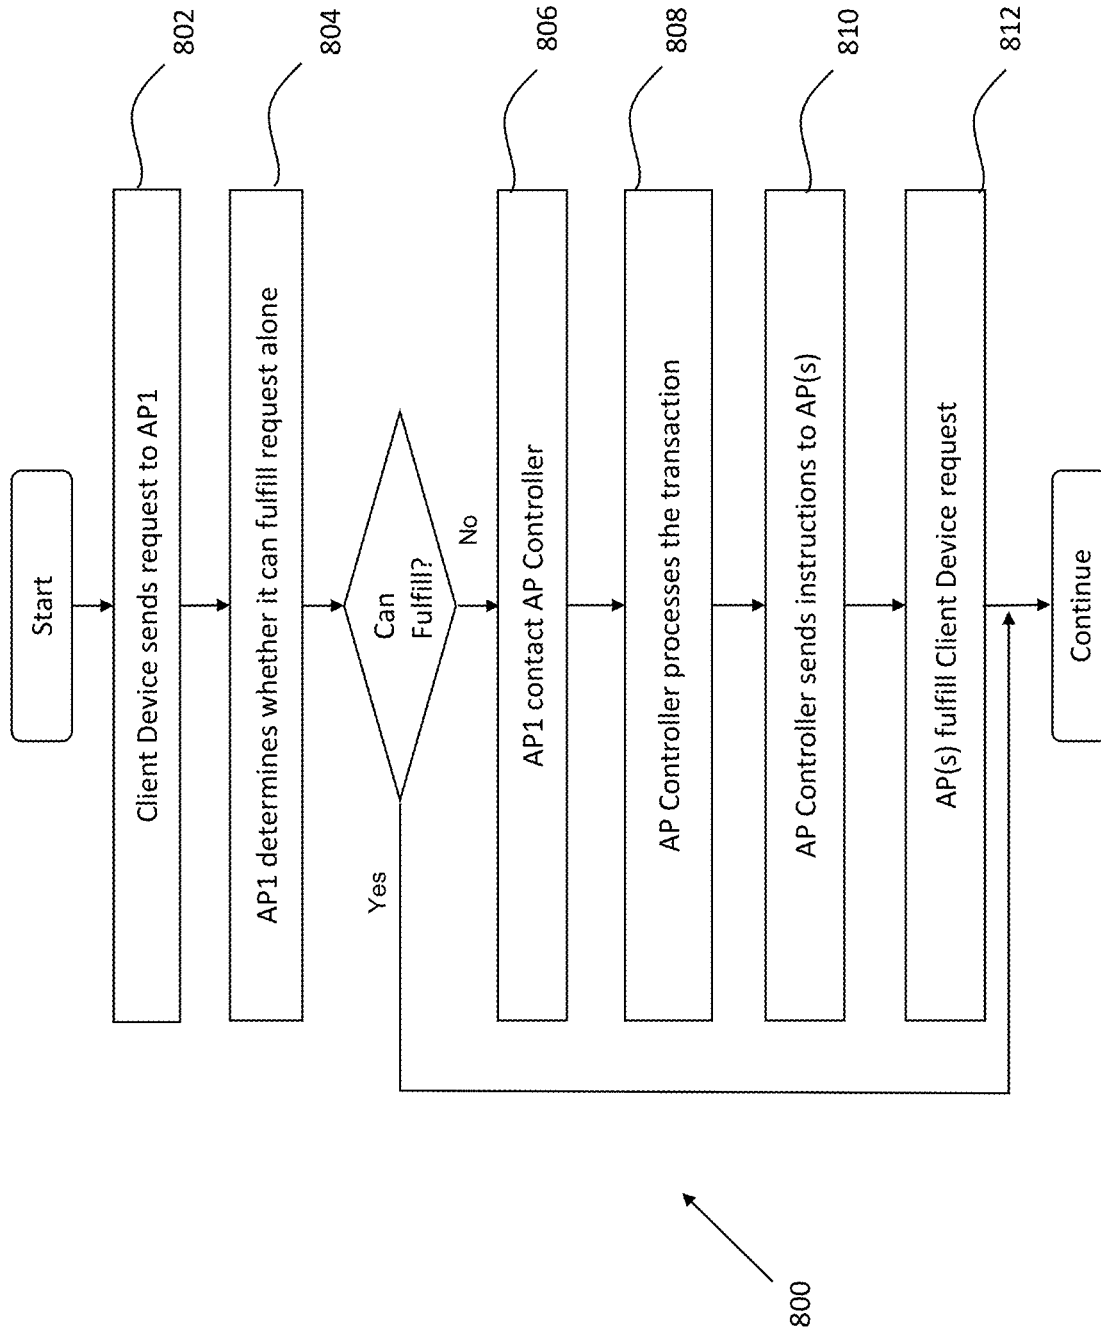 Start
Client Device sends request to AP1
802
AP1 determines whether it can fulfill request alone
804
Can
Fulfill?
Yes
No
AP1 contact AP Controller
806
AP Controller processes the transaction
808
AP Controller sends instructions to AP(s)
810
AP(s) fulfill Client Device request
812
Continue
800